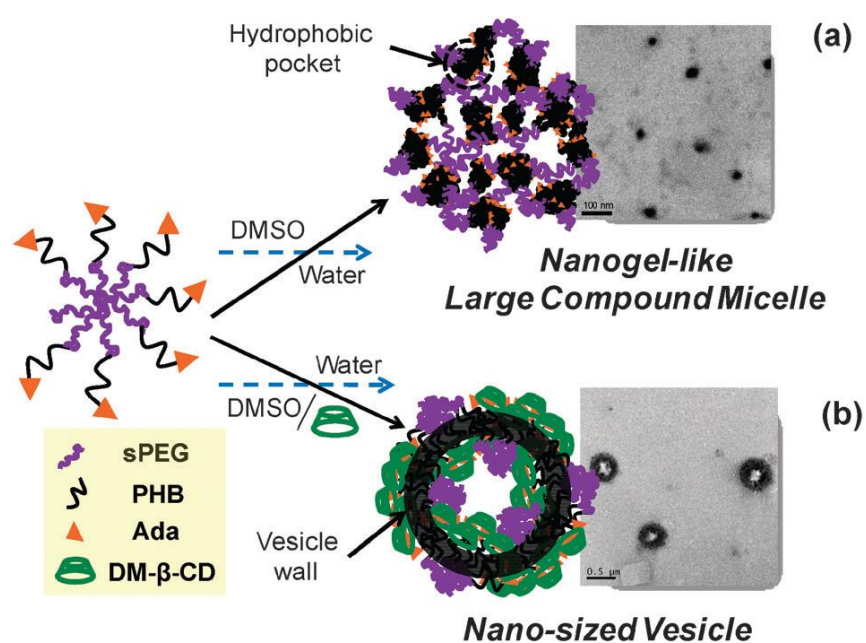 (a)
Hydrophobic
pocket
100 nm
DMSO
Water
Nanogel-like
Large Compound Micelle
Water
DMSO/
(b)
sPEG
PHB
Ada
DM-β-CD
Vesicle
wall
0.5 μm
Nano-sized Vesicle